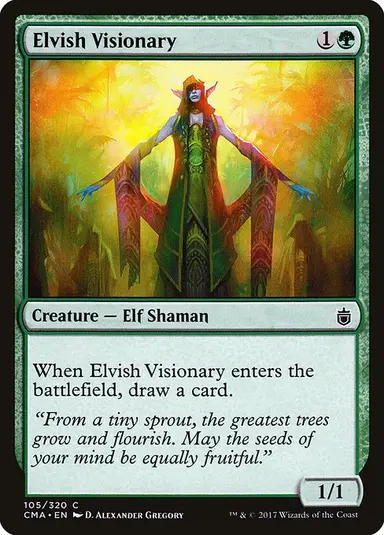 Elvish Visionary 1
Creature — Elf Shaman
When Elvish Visionary enters the
battlefield, draw a card.
“From a tiny sprout, the greatest trees
grow and flourish. May the seeds of
your mind be equally fruitful.”
1/1
105/320 C
CMA • EN D. Alexander Gregory ™ & © 2017 Wizards of the Coast